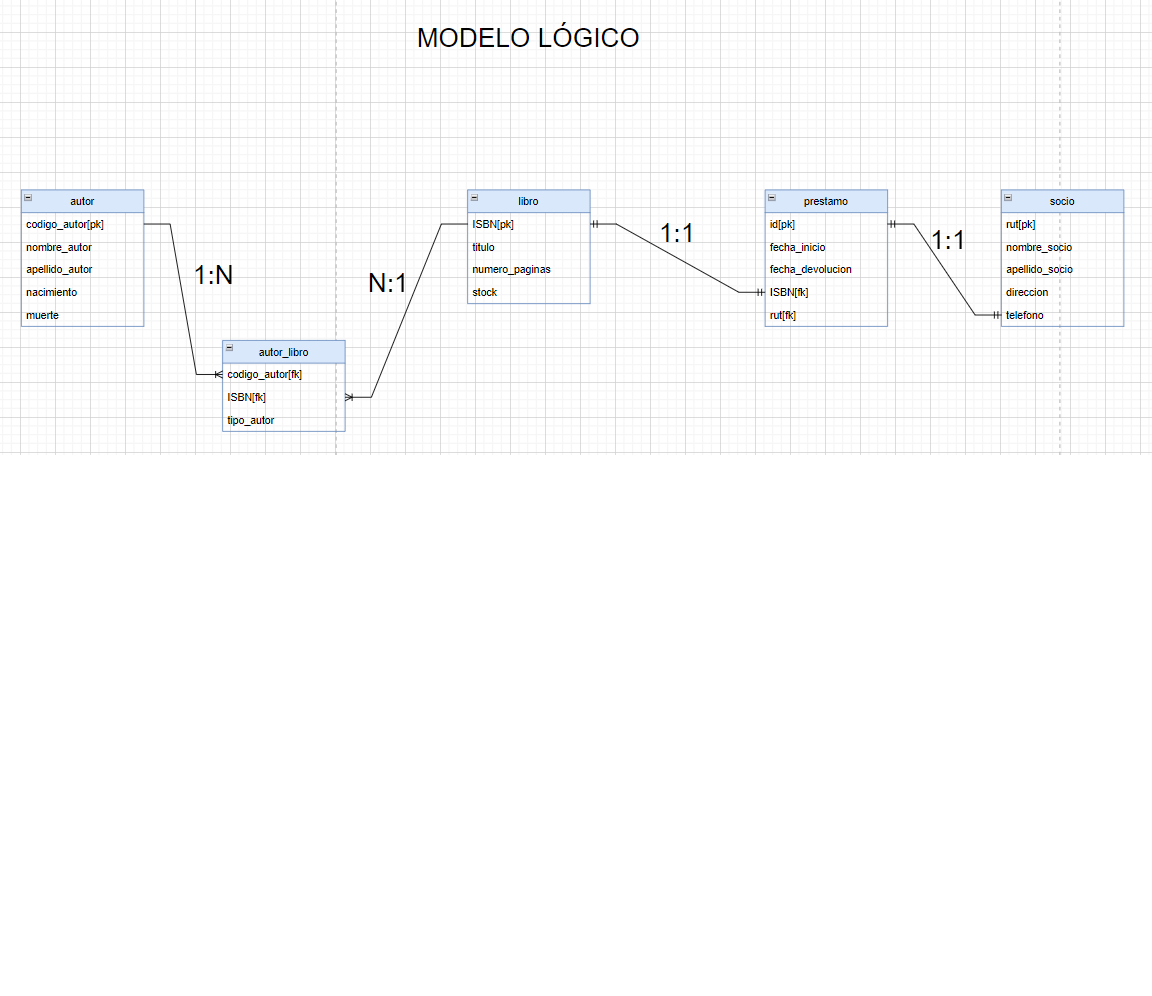 MODELO LÓGICO
autor
codigo_autor[pk]
nombre_autor
apellido_autor
nacimiento
muerte
1:N
autor_libro
codigo_autor[fk]
ISBN[fk]
tipo_autor
N:1
libro
ISBN[pk]
titulo
numero_paginas
stock
1:1
prestamo
id[pk]
fecha_inicio
fecha_devolucion
ISBN[fk]
rut[fk]
1:1
socio
rut[pk]
nombre_socio
apellido_socio
direccion
telefono